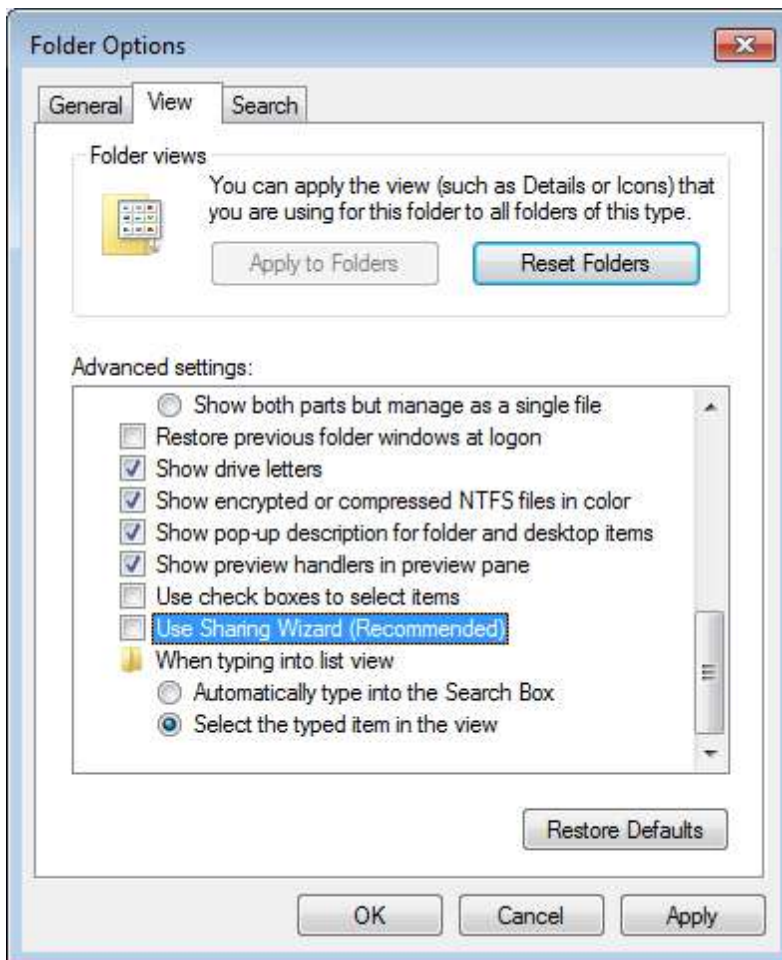 Folder Options
General
View
Search
Folder views
You can apply the view (such as Details or Icons) that
you are using for this folder to all folders of this type.
Apply to Folders
Reset Folders
Advanced settings:
Show both parts but manage as a single file
Restore previous folder windows at logon
Show drive letters
Show encrypted or compressed NTFS files in color
Show pop-up description for folder and desktop items
Show preview handlers in preview pane
Use check boxes to select items
Use Sharing Wizard (Recommended)
When typing into list view
Automatically type into the Search Box
Select the typed item in the view
Restore Defaults
OK
Cancel
Apply